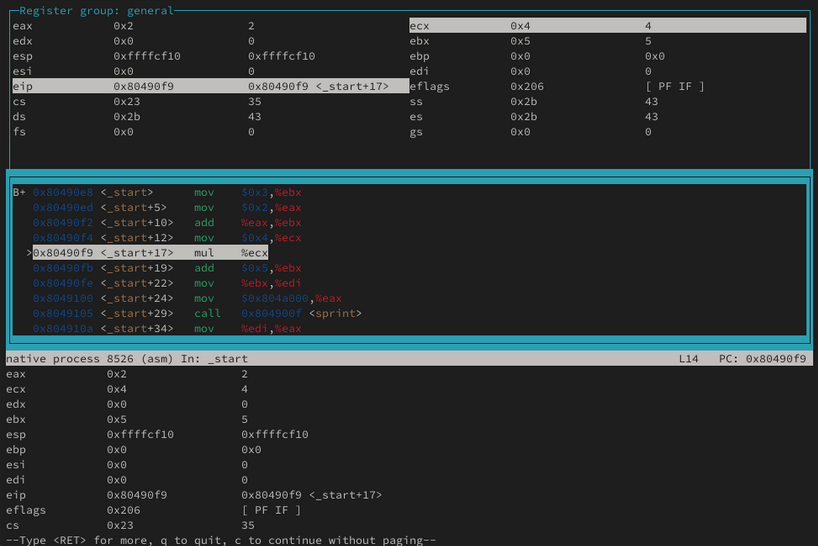 Register group: general
eax 0x2 2 ecx 0x4 4
edx 0x0 0 ebx 0x5 5
esp 0xffffcf10 0xffffcf10 ebp 0x0 0x0
esi 0x0 0 edi 0x0 0
eip 0x80490f9 0x80490f9 <_start+17> eflags 0x206 [ PF IF ]
cs 0x23 35 ss 0x2b 43
ds 0x2b 43 es 0x2b 43
fs 0x0 0 gs 0x0 0
B+ 0x80490e8 <_start> mov $0x3,%ebx
0x80490ed <_start+5> mov $0x2,%eax
0x80490f2 <_start+10> add %eax,%ebx
0x80490f4 <_start+12> mov $0x4,%ecx
>0x80490f9 <_start+17> mul %ecx
0x80490fb <_start+19> add $0x5,%ebx
0x80490fe <_start+22> mov %ebx,%edi
0x8049100 <_start+24> mov $0x804a000,%eax
0x8049105 <_start+29> call 0x804900f <sprint>
0x804910a <_start+34> mov %edi,%eax
native process 8526 (asm) In: _start L14 PC: 0x80490f9
eax 0x2 2
ecx 0x4 4
edx 0x0 0
ebx 0x5 5
esp 0xffffcf10 0xffffcf10
ebp 0x0 0x0
esi 0x0 0
edi 0x0 0
eip 0x80490f9 0x80490f9 <_start+17>
eflags 0x206 [ PF IF ]
cs 0x23 35
--Type <RET> for more, q to quit, c to continue without paging--